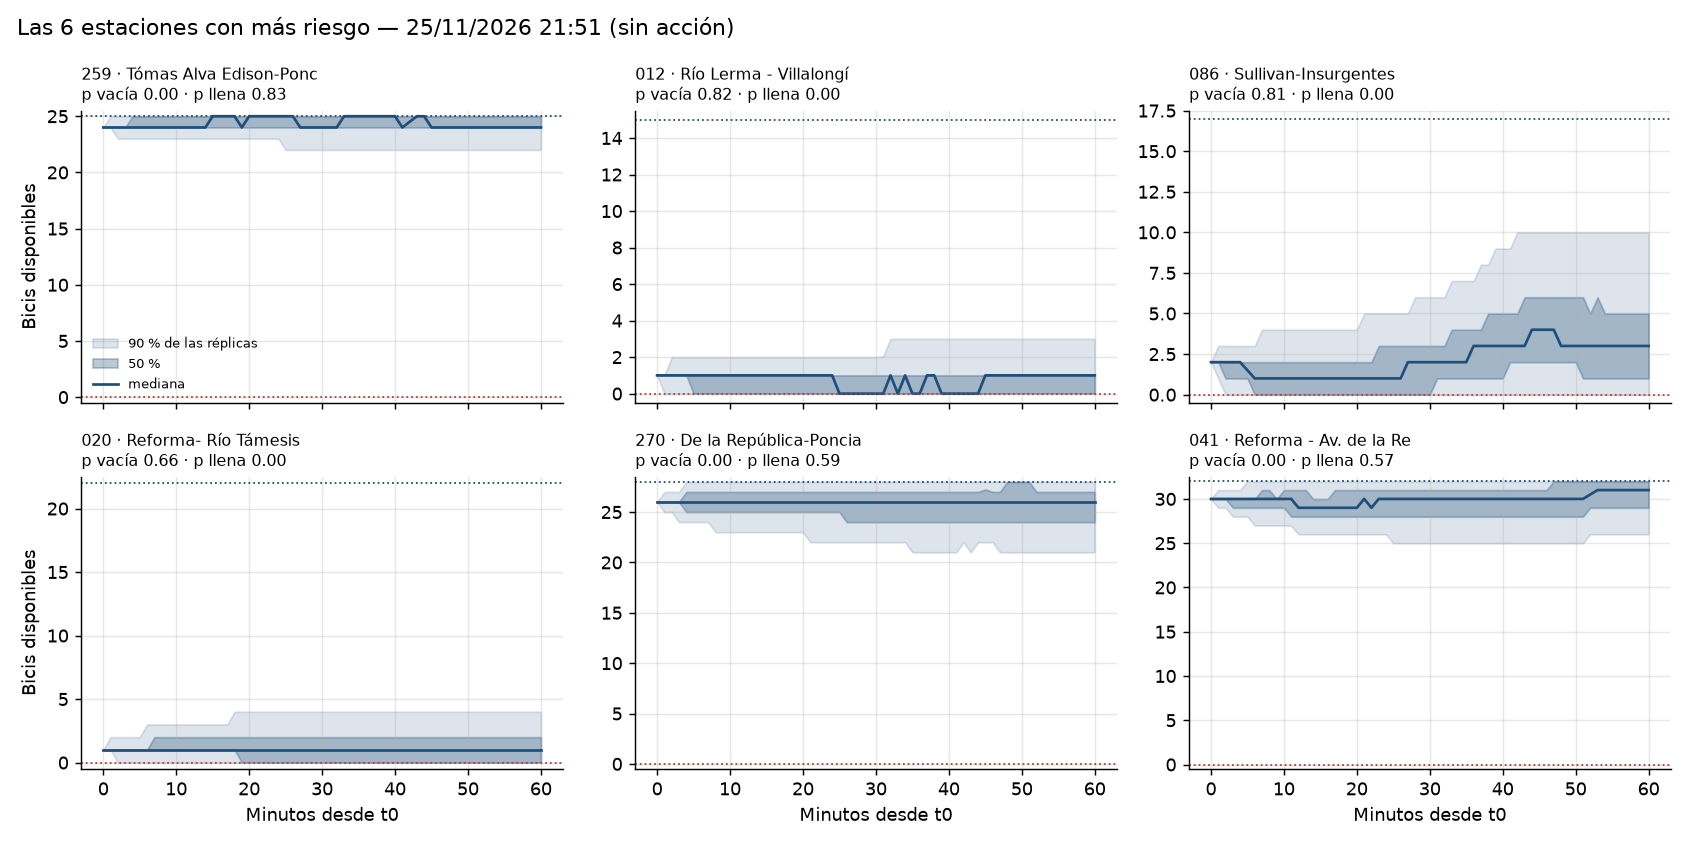 Las 6 estaciones con más riesgo — 25/11/2026 21:51 (sin acción)
259 · Tómas Alva Edison-Ponc
p vacía 0.00 · p llena 0.83
25
20
15
10
5
0
Bicis disponibles
90 % de las réplicas
50 %
mediana
012 · Río Lerma - Villalongí
p vacía 0.82 · p llena 0.00
14
12
10
8
6
4
2
0
086 · Sullivan-Insurgentes
p vacía 0.81 · p llena 0.00
17.5
15.0
12.5
10.0
7.5
5.0
2.5
0.0
020 · Reforma- Río Támesis
p vacía 0.66 · p llena 0.00
20
15
10
5
0
Bicis disponibles
0 10 20 30 40 50 60
Minutos desde t0
270 · De la República-Poncia
p vacía 0.00 · p llena 0.59
25
20
15
10
5
0
0 10 20 30 40 50 60
Minutos desde t0
041 · Reforma - Av. de la Re
p vacía 0.00 · p llena 0.57
30
25
20
15
10
5
0
0 10 20 30 40 50 60
Minutos desde t0